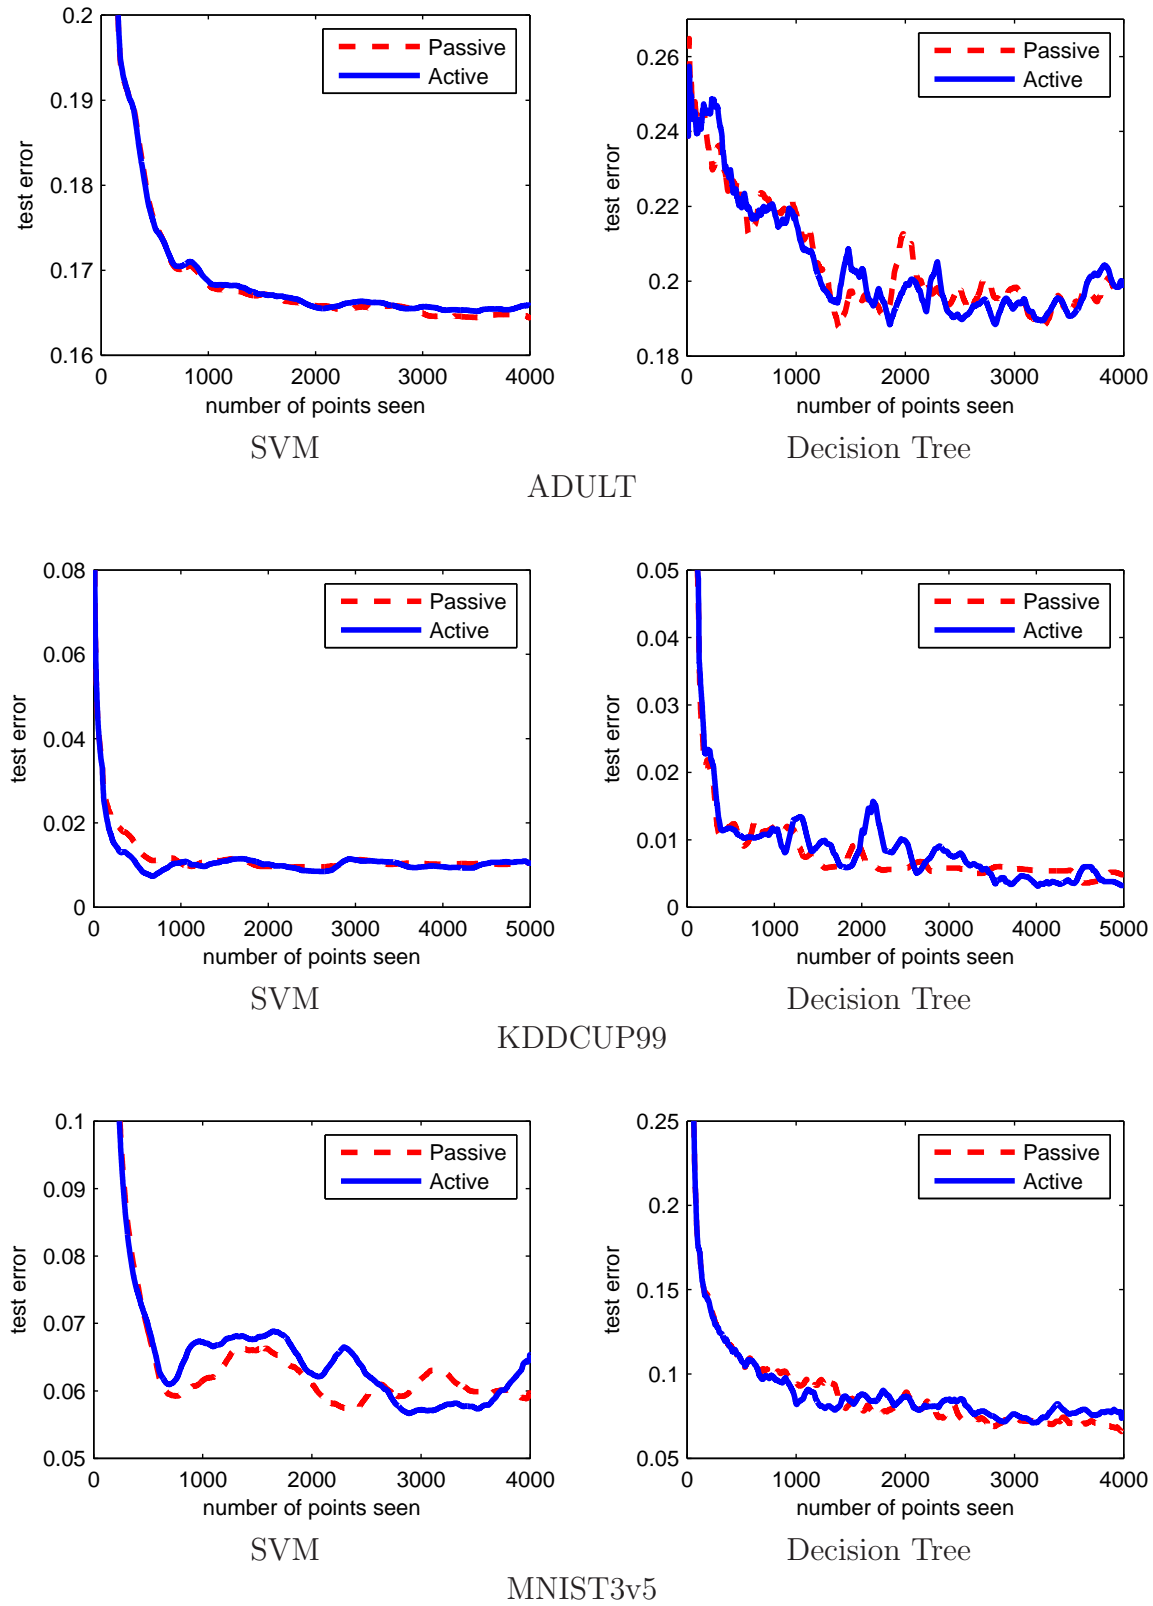 0.2
0.19
0.18
0.17
0.16
test error
Passive
Active
0 1000 2000 3000 4000
number of points seen
SVM
0.26
0.24
0.22
0.2
0.18
test error
Passive
Active
0 1000 2000 3000 4000
number of points seen
Decision Tree
ADULT
0.08
0.06
0.04
0.02
0
test error
Passive
Active
0 1000 2000 3000 4000 5000
number of points seen
SVM
0.05
0.04
0.03
0.02
0.01
0
test error
Passive
Active
0 1000 2000 3000 4000 5000
number of points seen
Decision Tree
KDDCUP99
0.1
0.09
0.08
0.07
0.06
0.05
test error
Passive
Active
0 1000 2000 3000 4000
number of points seen
SVM
0.25
0.2
0.15
0.1
0.05
test error
Passive
Active
0 1000 2000 3000 4000
number of points seen
Decision Tree
MNIST3v5